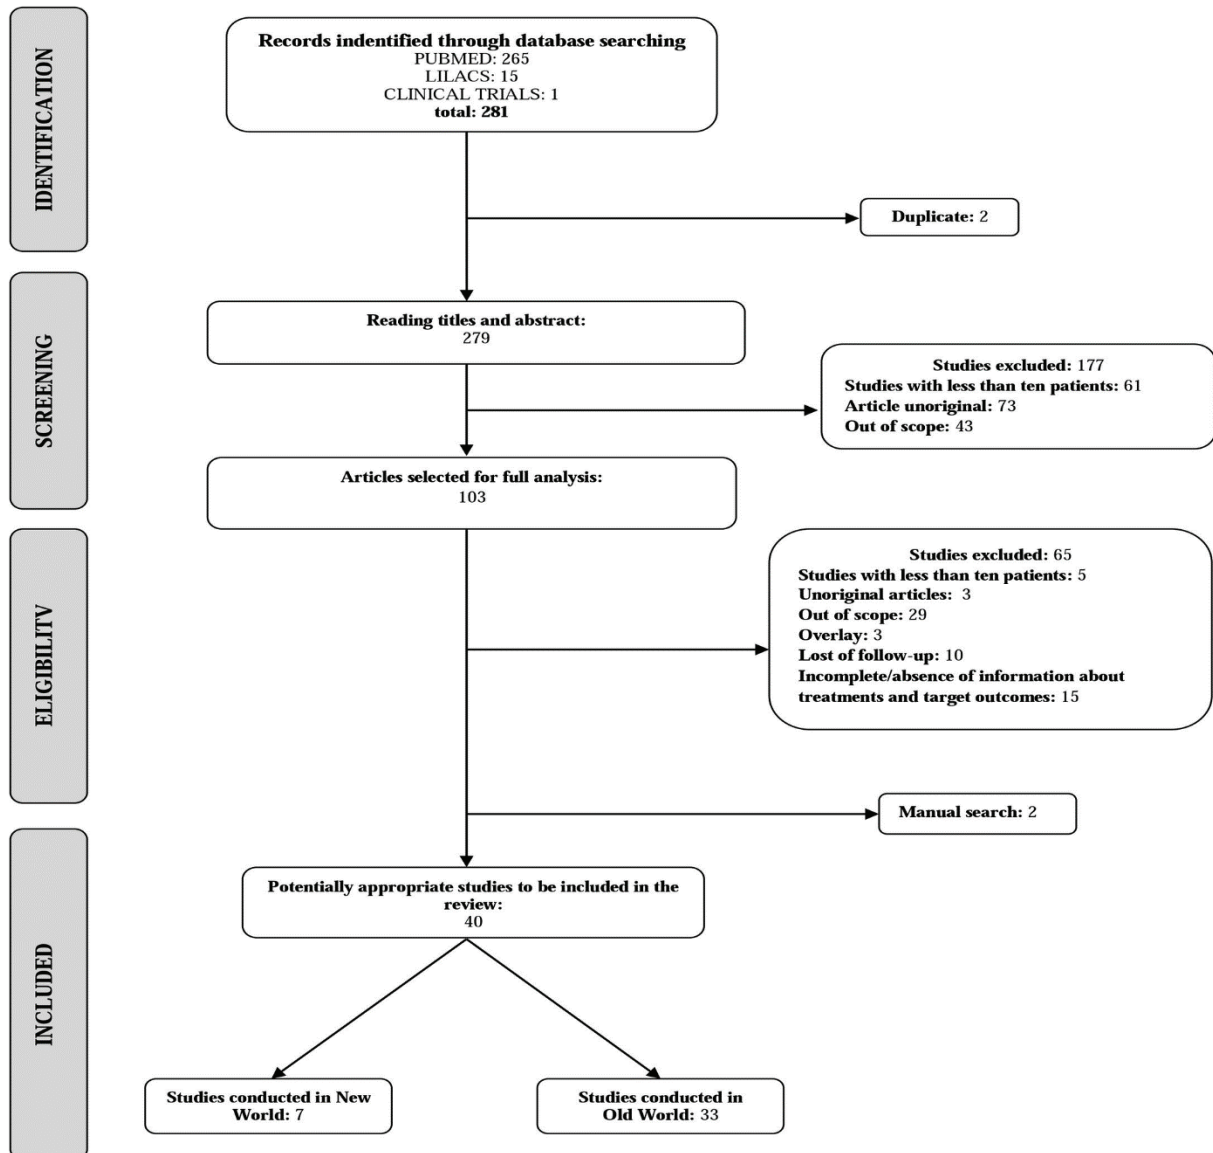 IDENTIFICATION
Records indentified through database searching
PUBMED: 265
LILACS: 15
CLINICAL TRIALS: 1
total: 281
Duplicate: 2
SCREENING
Reading titles and abstract:
279
Studies excluded: 177
Studies with less than ten patients: 61
Article unoriginal: 73
Out of scope: 43
Articles selected for full analysis:
103
ELIGIBILITV
Studies excluded: 65
Studies with less than ten patients: 5
Unoriginal articles: 3
Out of scope: 29
Overlay: 3
Lost of follow-up: 10
Incomplete/absence of information about
treatments and target outcomes: 15
Manual search: 2
INCLUDED
Potentially appropriate studies to be included in the
review:
40
Studies conducted in New
World: 7
Studies conducted in
Old World: 33